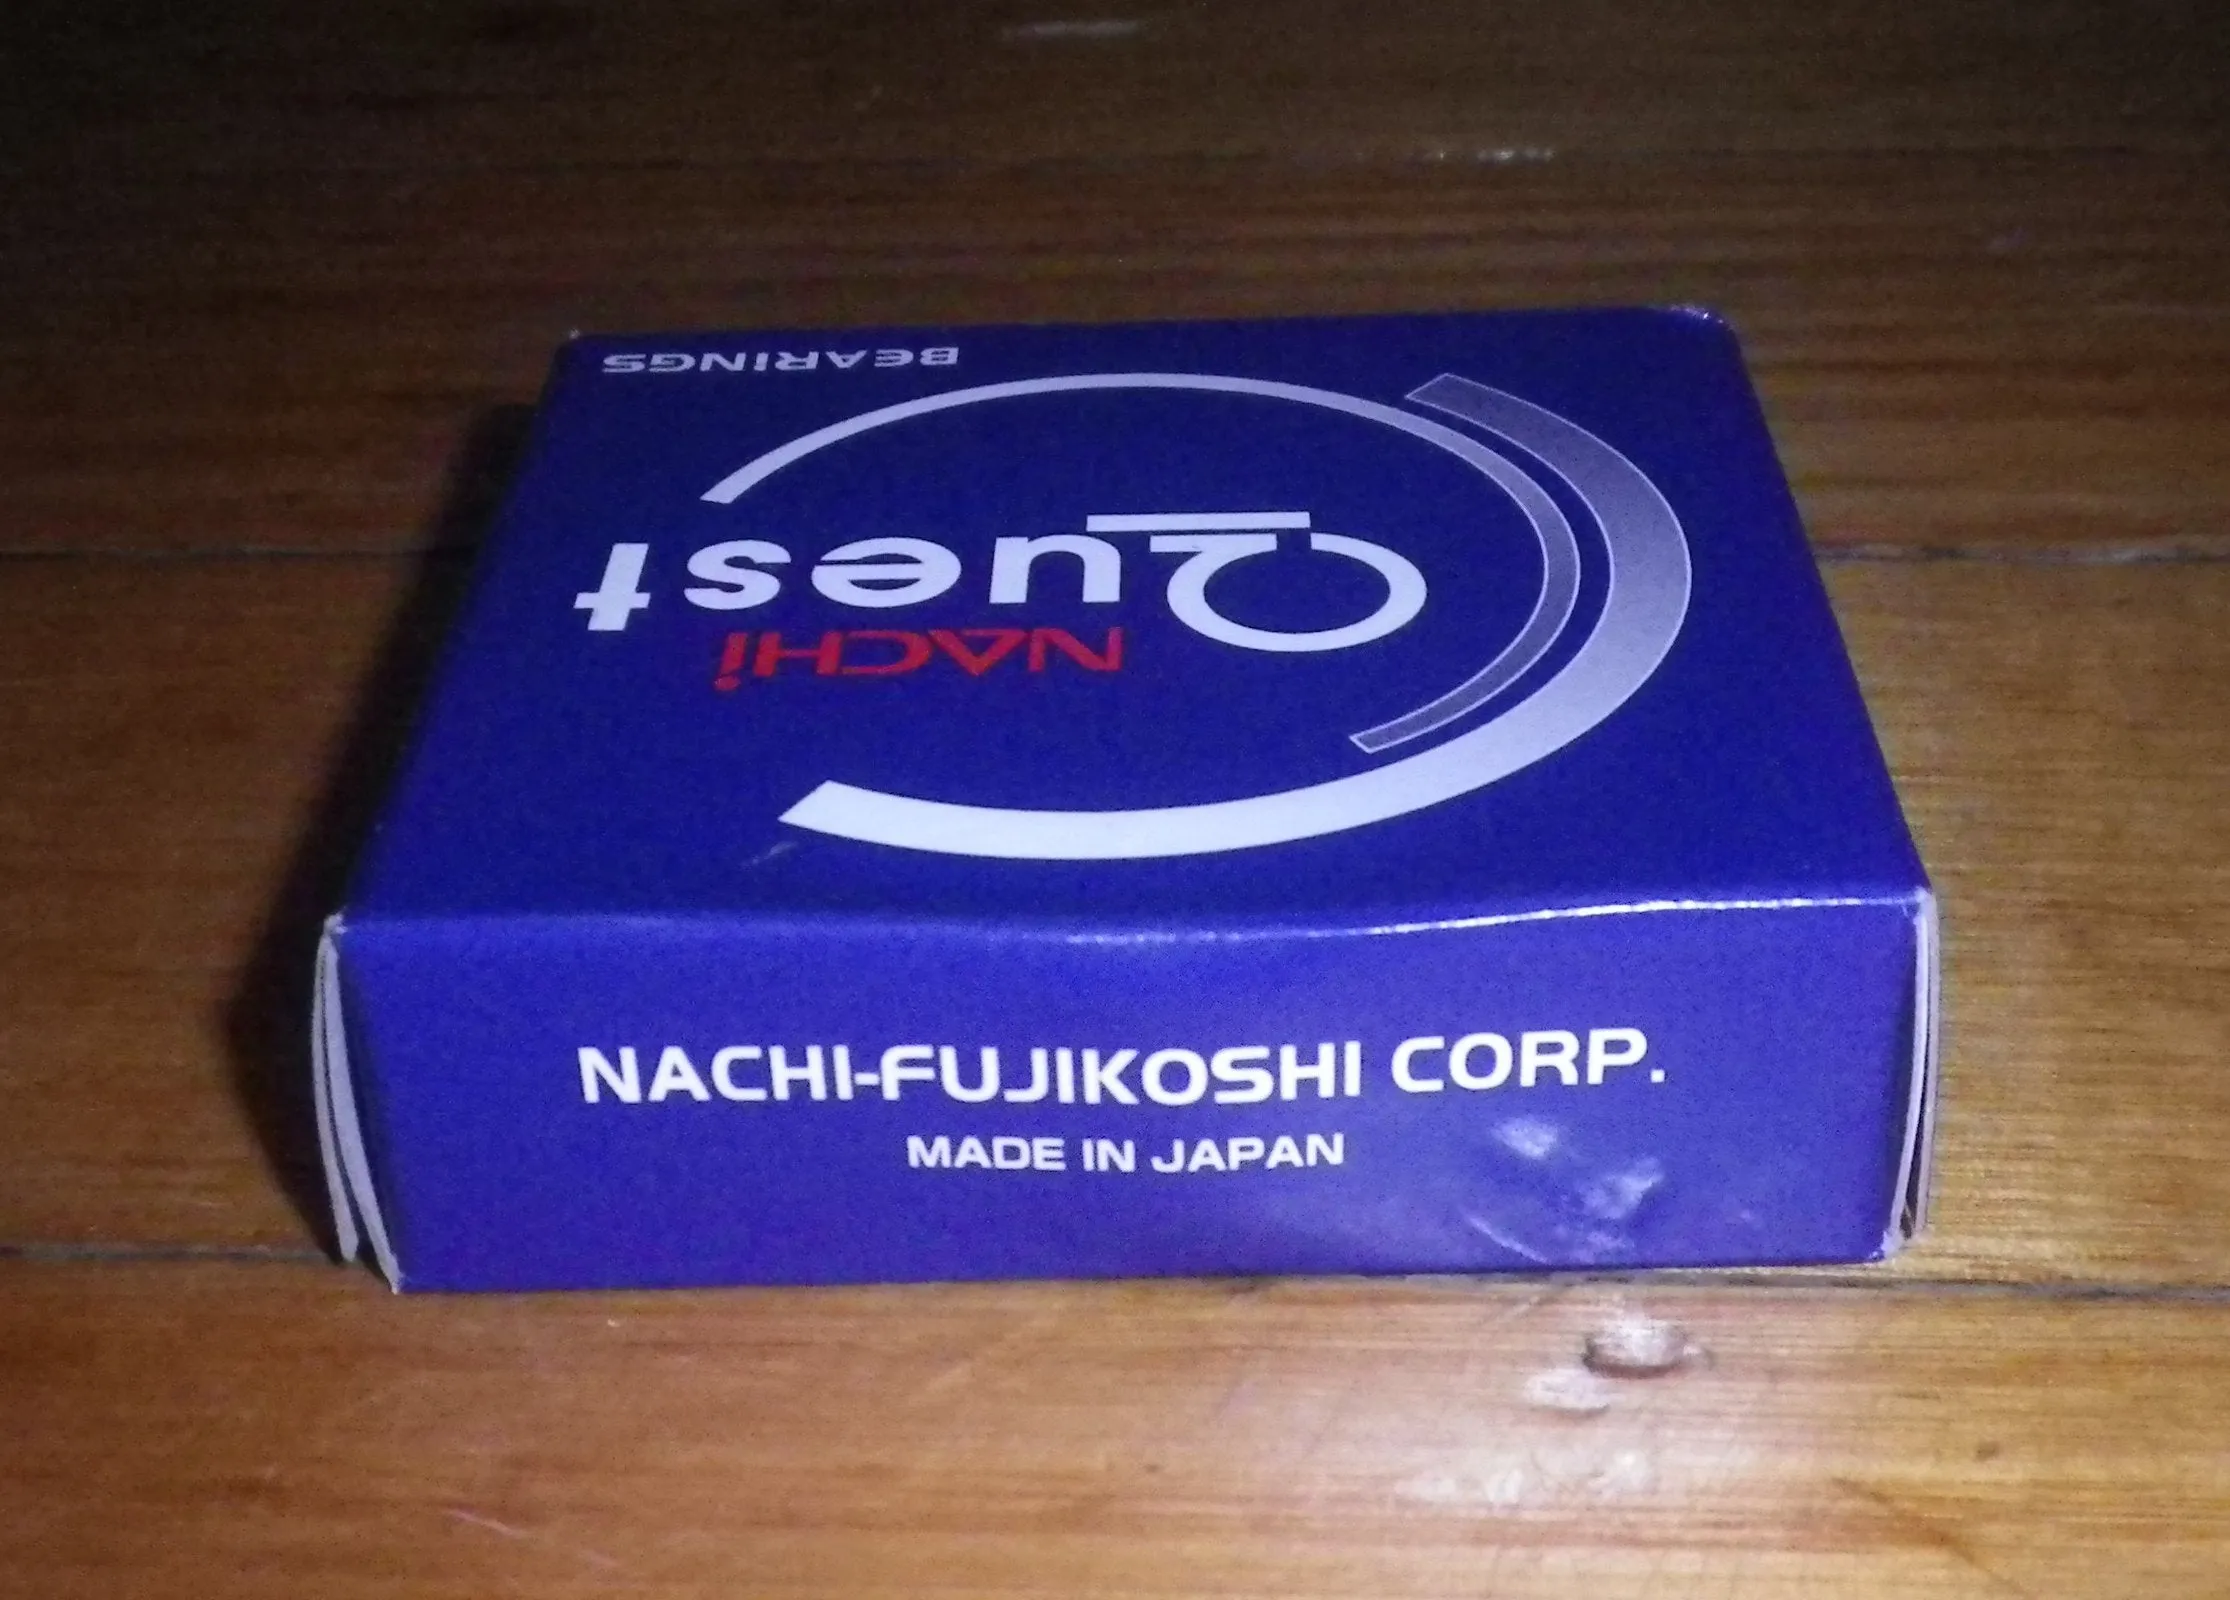 NACHi
Quest
BEARiNGS
NACHI-FUJIKOSHI CORP.
MADE IN JAPAN